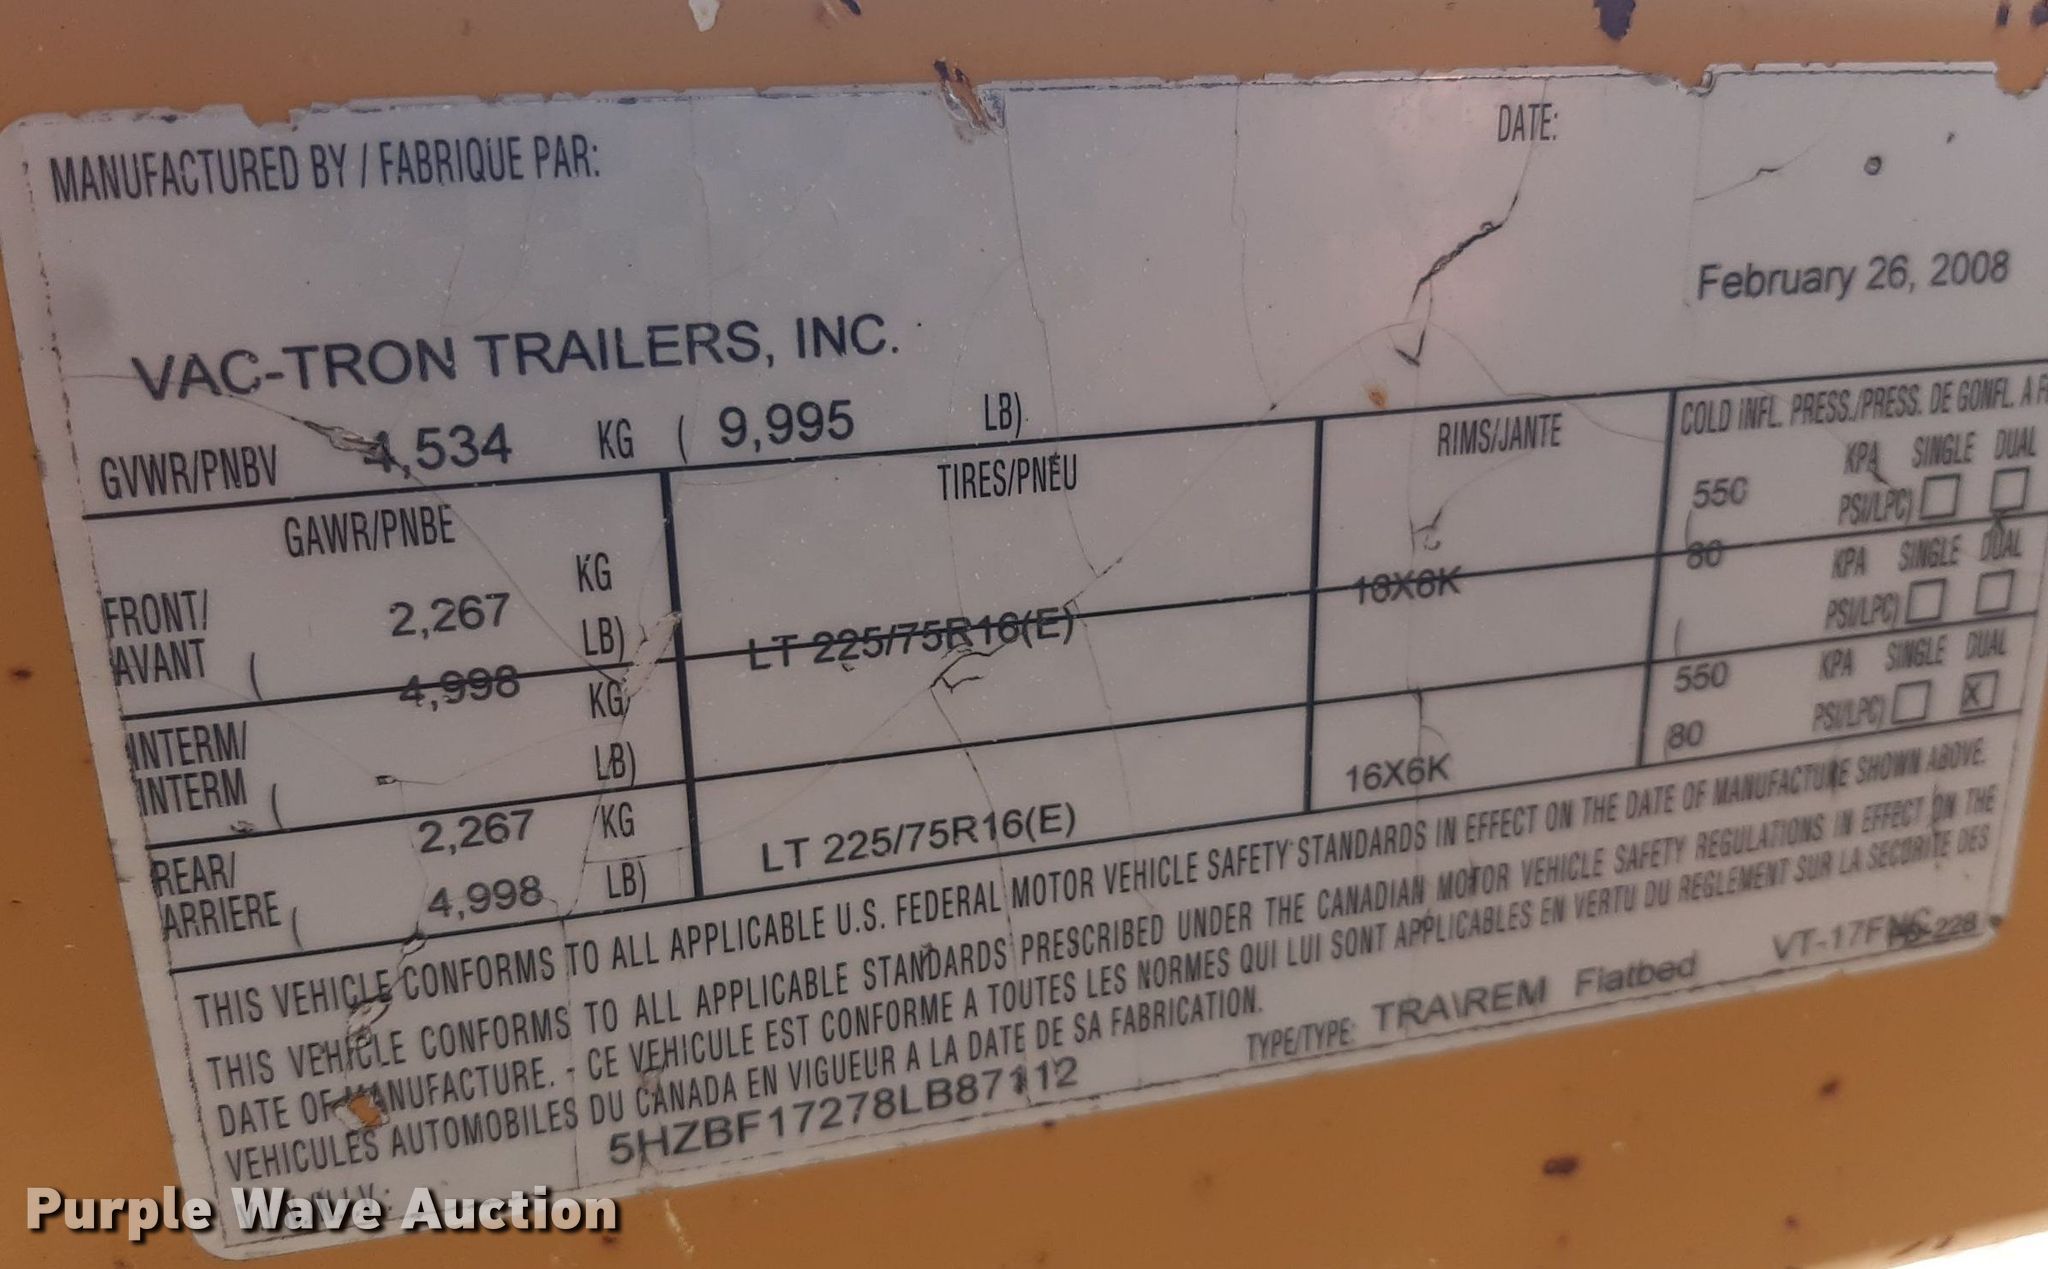 MANUFACTURED BY / FABRIQUE PAR:
DATE:
February 26, 2008
VAC-TRON TRAILERS, INC.
GVWR/PNBV 4,534 KG ( 9,995 LB)
GAWR/PNBE TIRES/PNEU RIMS/JANTE COLD INFL. PRESS./PRESS. DE GONFL. A F
FRONT/ 2,267 KG 550 KPA SINGLE DUAL
AVANT ( 4,998 LB) LT 225/75R16(E) 16X6K ( 80 PSI/LPC)
INTERM/ KG KPA SINGLE DUAL
INTERM ( LB) ( PSI/LPC)
REAR/ 2,267 KG 550 KPA SINGLE DUAL
ARRIERE ( 4,998 LB) LT 225/75R16(E) 16X6K (80 PSI/LPC) X
THIS VEHICLE CONFORMS TO ALL APPLICABLE U.S. FEDERAL MOTOR VEHICLE SAFETY STANDARDS IN EFFECT ON THE DATE OF MANUFACTURE SHOWN ABOVE.
THIS VEHICLE CONFORMS TO ALL APPLICABLE STANDARDS PRESCRIBED UNDER THE CANADIAN MOTOR VEHICLE SAFETY REGULATIONS IN EFFECT ON THE
DATE OF MANUFACTURE. - CE VEHICULE EST CONFORME A TOUTES LES NORMES QUI LUI SONT APPLICABLES EN VERTU DU REGLEMENT SUR LA SECURITE DES
VEHICULES AUTOMOBILES DU CANADA EN VIGUEUR A LA DATE DE SA FABRICATION.
5HZBF17278LB87112
TYPE/TYPE: TRA\REM Flatbed
Purple Wave Auction